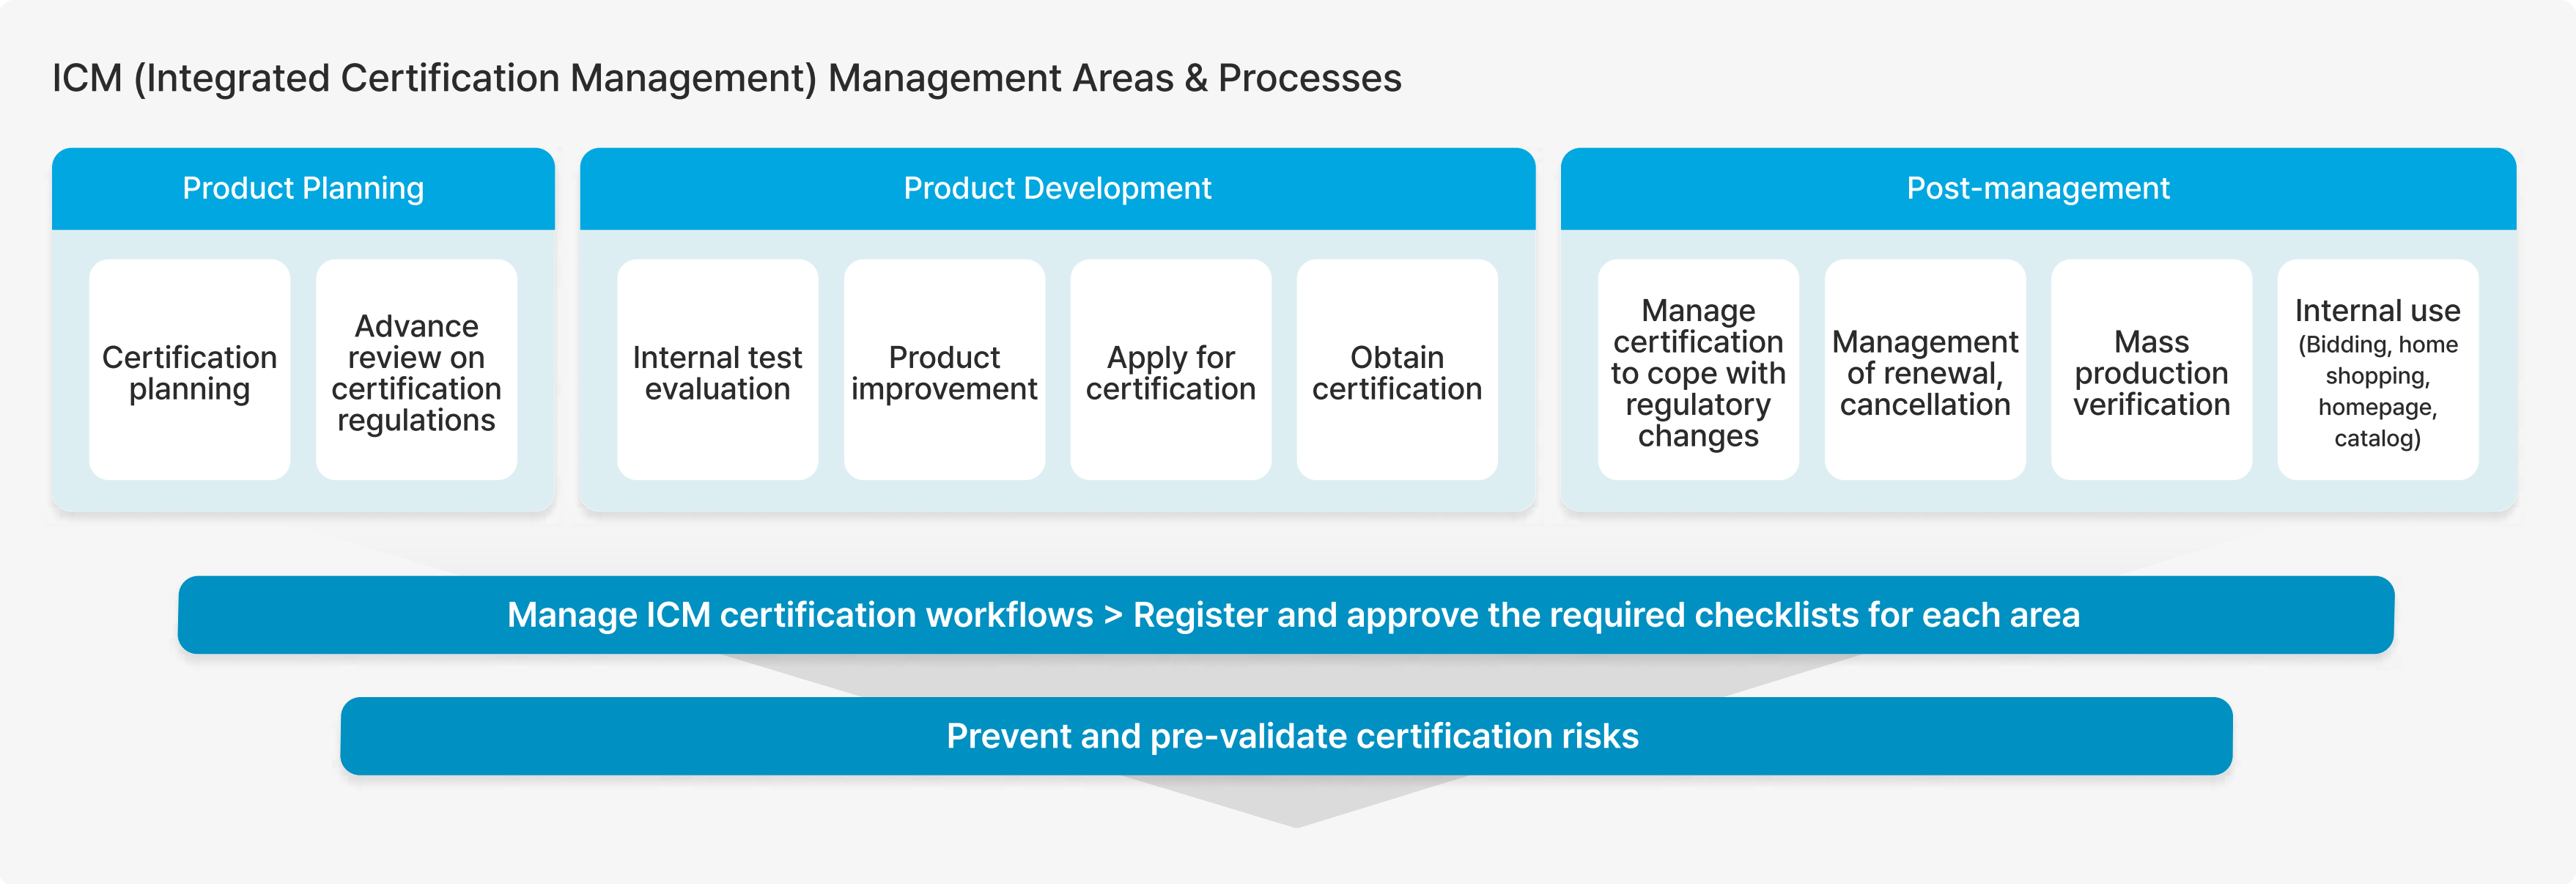 ICM (Integrated Certification Management) Management Areas & Processes
Product Planning
Certification
planning
Advance
review on
certification
regulations
Product Development
Internal test
evaluation
Product
improvement
Apply for
certification
Obtain
certification
Post-management
Manage
certification
to cope with
regulatory
changes
Management
of renewal,
cancellation
Mass
production
verification
Internal use
(Bidding, home
shopping,
homepage,
catalog)
Manage ICM certification workflows > Register and approve the required checklists for each area
Prevent and pre-validate certification risks